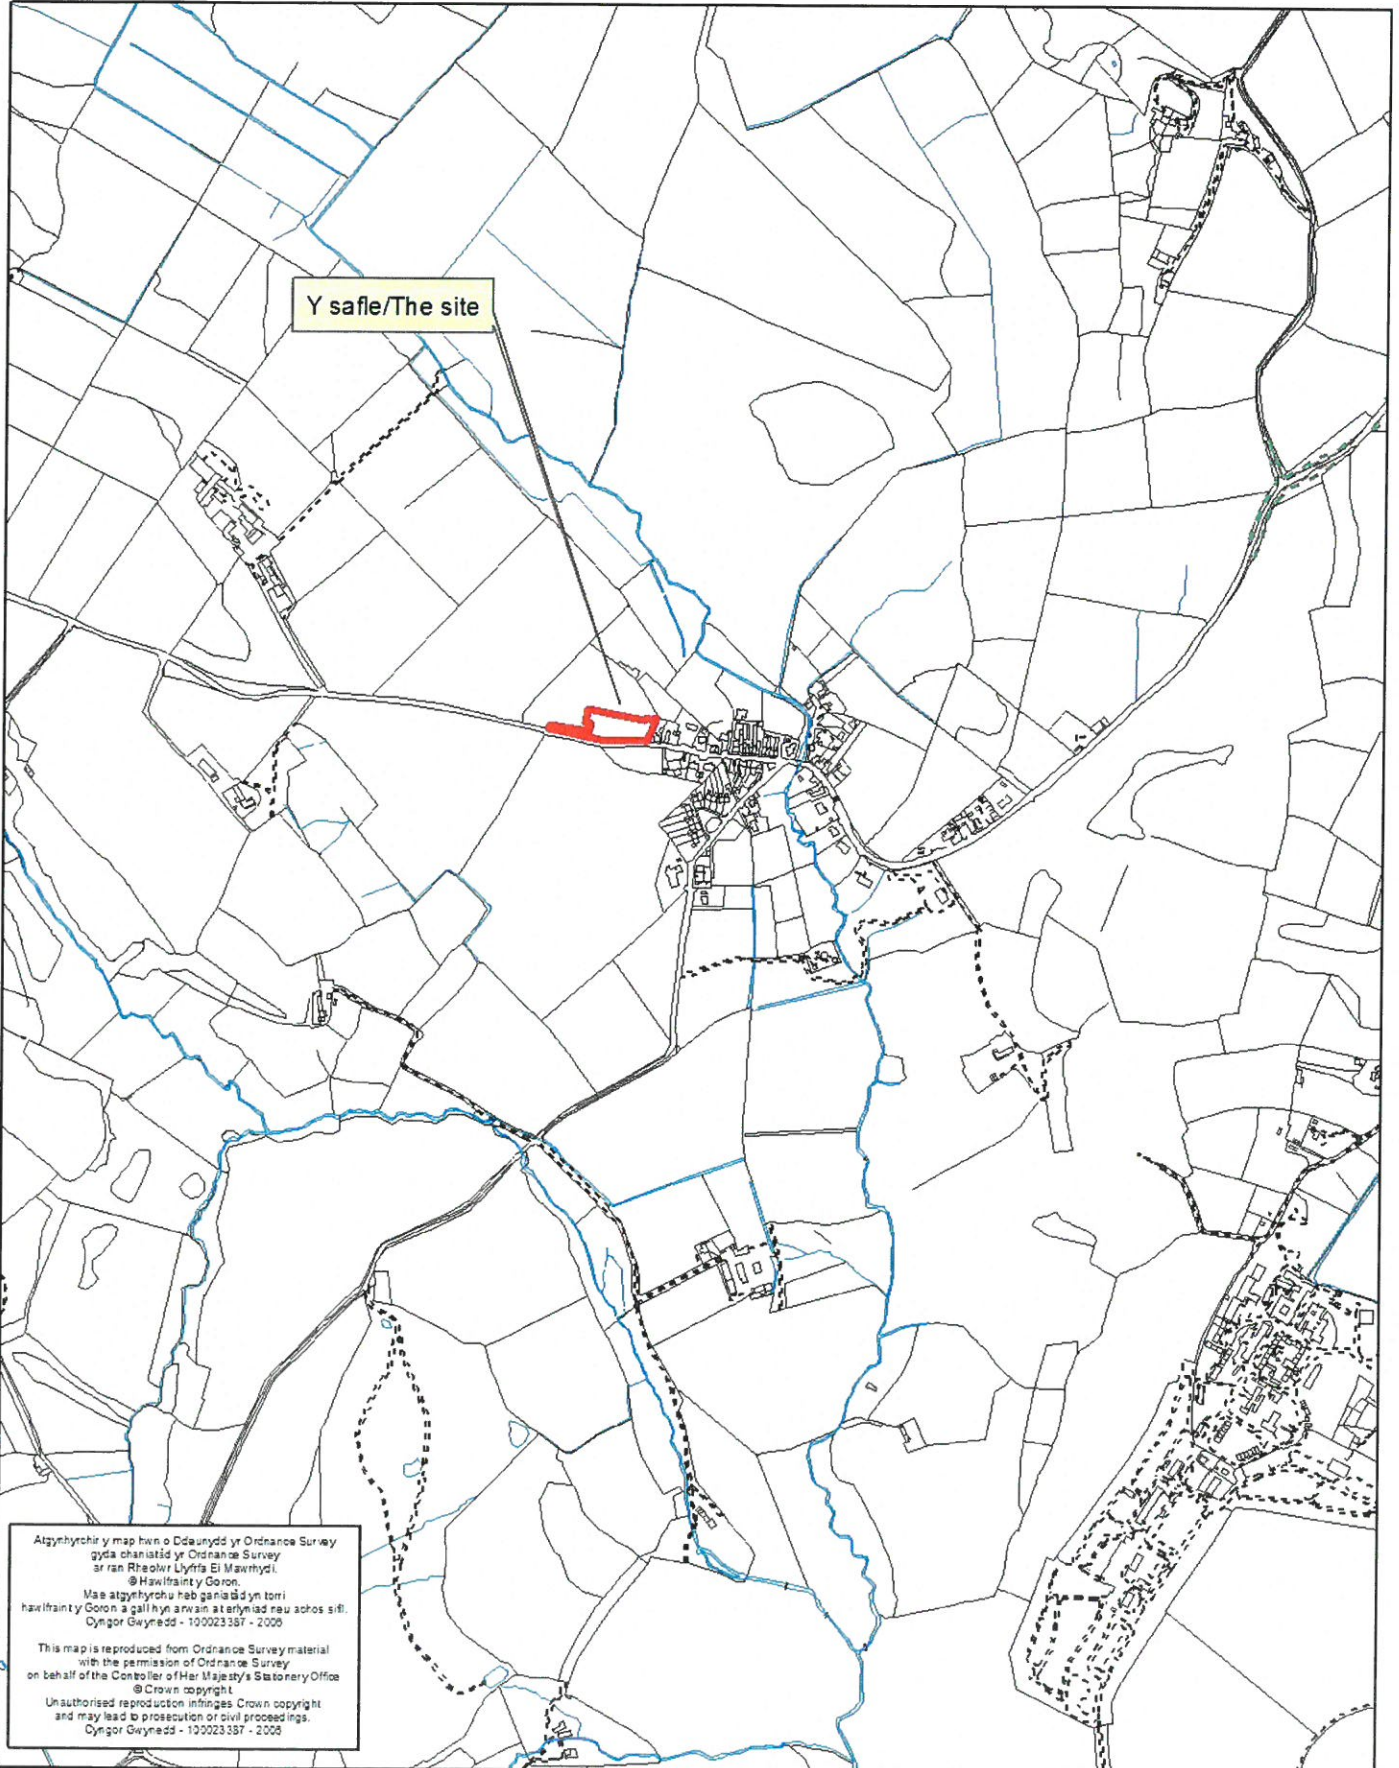 Y safle/The site
Atgynhyrchir y map hwn o Ddeunydd yr Ordnance Survey
gyda chaniatâd yr Ordnance Survey
ar ran Rheolwr Llyfrfa Ei Mawrhydi.
© Hawlfraint y Goron.
Mae atgynhyrchu heb ganiatâd yn torri
hawlfraint y Goron a gall hyn arwain at erlyniad neu achos sifil.
Cyngor Gwynedd - 100023387 - 2006
This map is reproduced from Ordnance Survey material
with the permission of Ordnance Survey
on behalf of the Controller of Her Majesty's Stationery Office
© Crown copyright
Unauthorised reproduction infringes Crown copyright
and may lead to prosecution or civil proceedings.
Cyngor Gwynedd - 100023387 - 2006